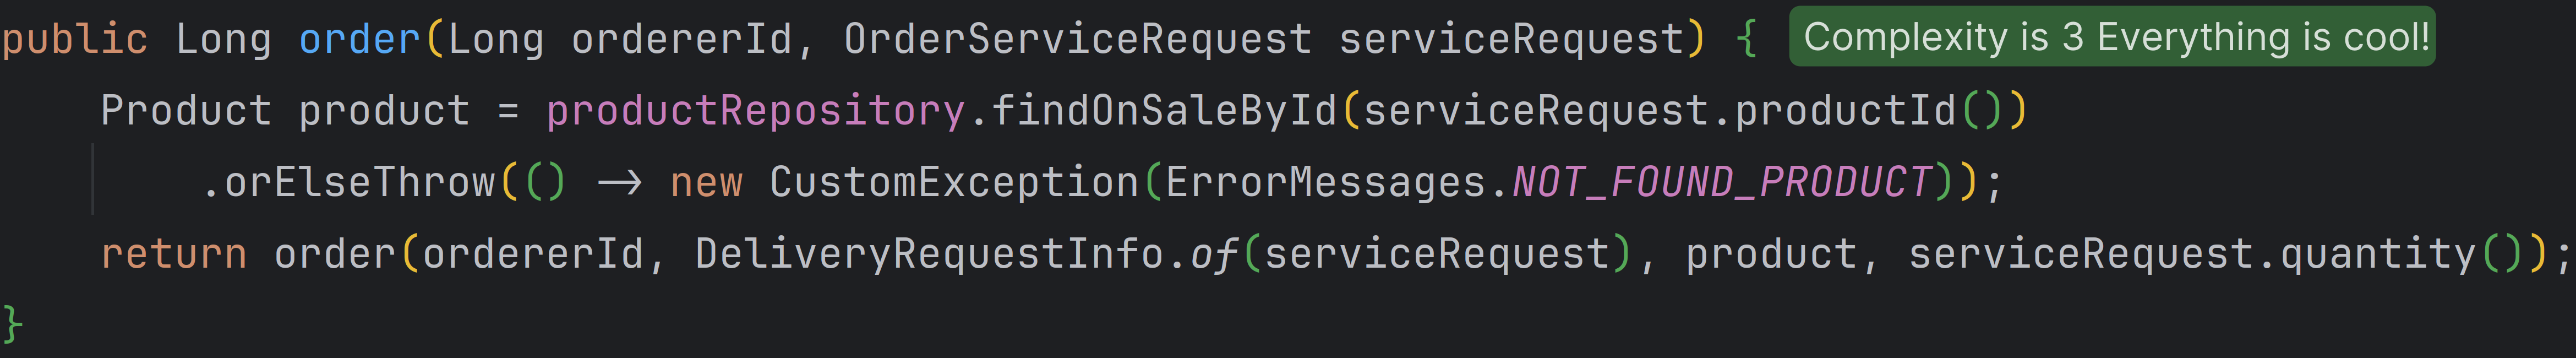 public Long order(Long ordererId, OrderServiceRequest serviceRequest) { Complexity is 3 Everything is cool!
    Product product = productRepository.findOnSaleById(serviceRequest.productId())
        .orElseThrow(() -> new CustomException(ErrorMessages.NOT_FOUND_PRODUCT));
    return order(ordererId, DeliveryRequestInfo.of(serviceRequest), product, serviceRequest.quantity());
}